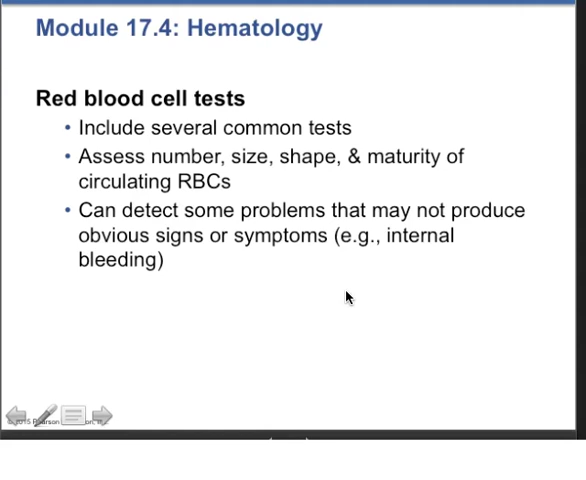 Module 17.4: Hematology
Red blood cell tests
• Include several common tests
• Assess number, size, shape, & maturity of
circulating RBCs
• Can detect some problems that may not produce
obvious signs or symptoms (e.g., internal
bleeding)
© 2015